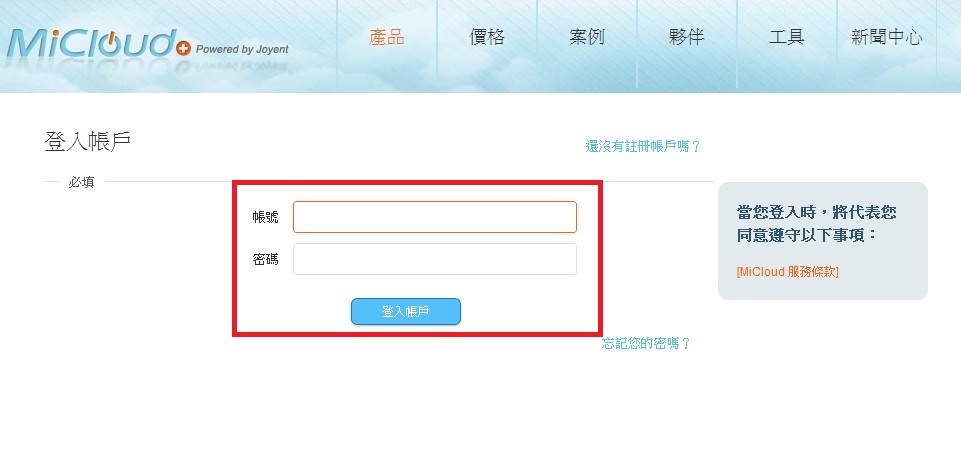 MiCloud
Powered by Joyent
產品 價格 案例 夥伴 工具 新聞中心
登入帳戶
還沒有註冊帳戶嗎？
必填
帳號
密碼
登入帳戶
忘記您的密嗎？
當您登入時，將代表您
同意遵守以下事項：
[MiCloud 服務條款]